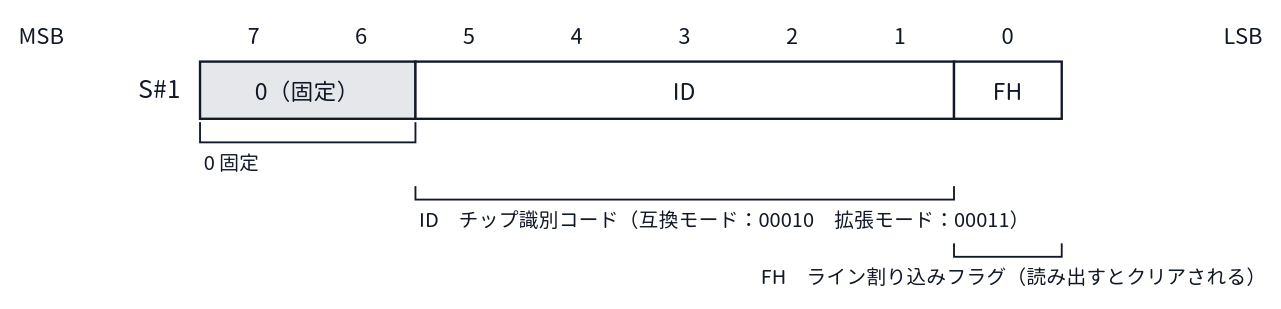 MSB 7 6 5 4 3 2 1 0 LSB
S#1 0（固定） ID FH
0 固定
ID　チップ識別コード（互換モード：00010　拡張モード：00011）
FH　ライン割り込みフラグ（読み出すとクリアされる）